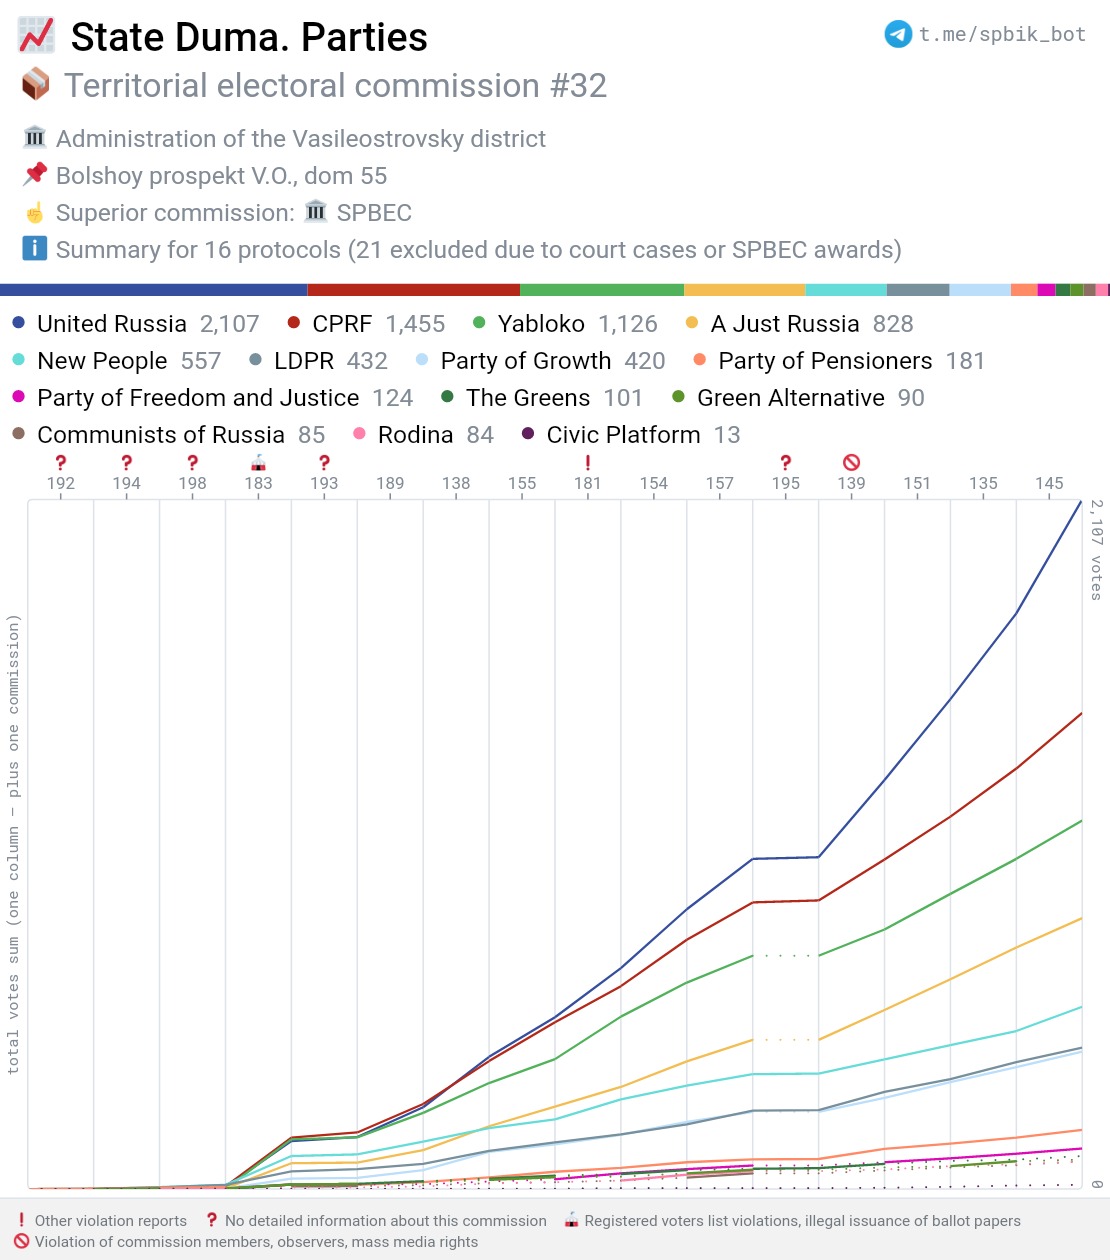 State Duma. Parties
t.me/spbik_bot
Territorial electoral commission #32
Administration of the Vasileostrovsky district
Bolshoy prospekt V.O., dom 55
Superior commission: SPBEC
Summary for 16 protocols (21 excluded due to court cases or SPBEC awards)
United Russia 2,107 CPRF 1,455 Yabloko 1,126 A Just Russia 828
New People 557 LDPR 432 Party of Growth 420 Party of Pensioners 181
Party of Freedom and Justice 124 The Greens 101 Green Alternative 90
Communists of Russia 85 Rodina 84 Civic Platform 13
192 194 198 183 193 189 138 155 181 154 157 195 139 151 135 145
2,107 votes
total votes sum (one column – plus one commission)
0
Other violation reports No detailed information about this commission Registered voters list violations, illegal issuance of ballot papers
Violation of commission members, observers, mass media rights